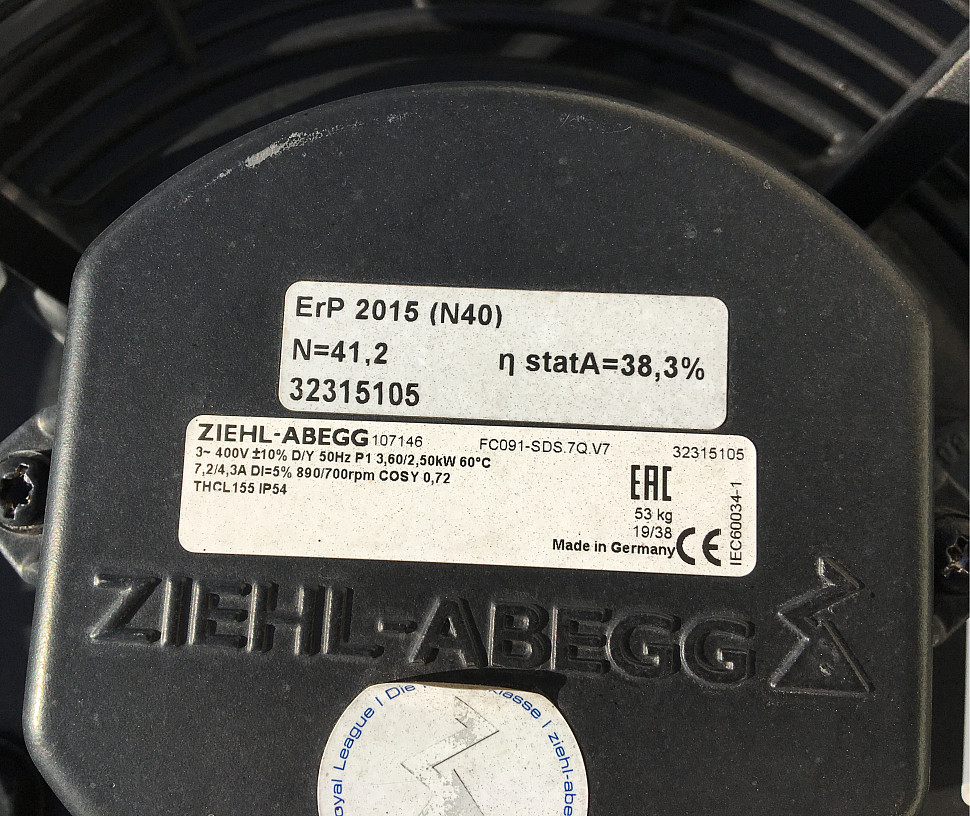 ErP 2015 (N40)
N=41,2 η statA=38,3%
32315105
ZIEHL-ABEGG 107146 FC091-SDS.7Q.V7 32315105
3~ 400V ±10% D/Y 50Hz P1 3,60/2,50kW 60°C
7,2/4,3A DI=5% 890/700rpm COSY 0,72
THCL155 IP54
EAC
53 kg
19/38
Made in Germany CE
IEC60034-1
ZIEHL-ABEGG
League | Die | ziehl-abe